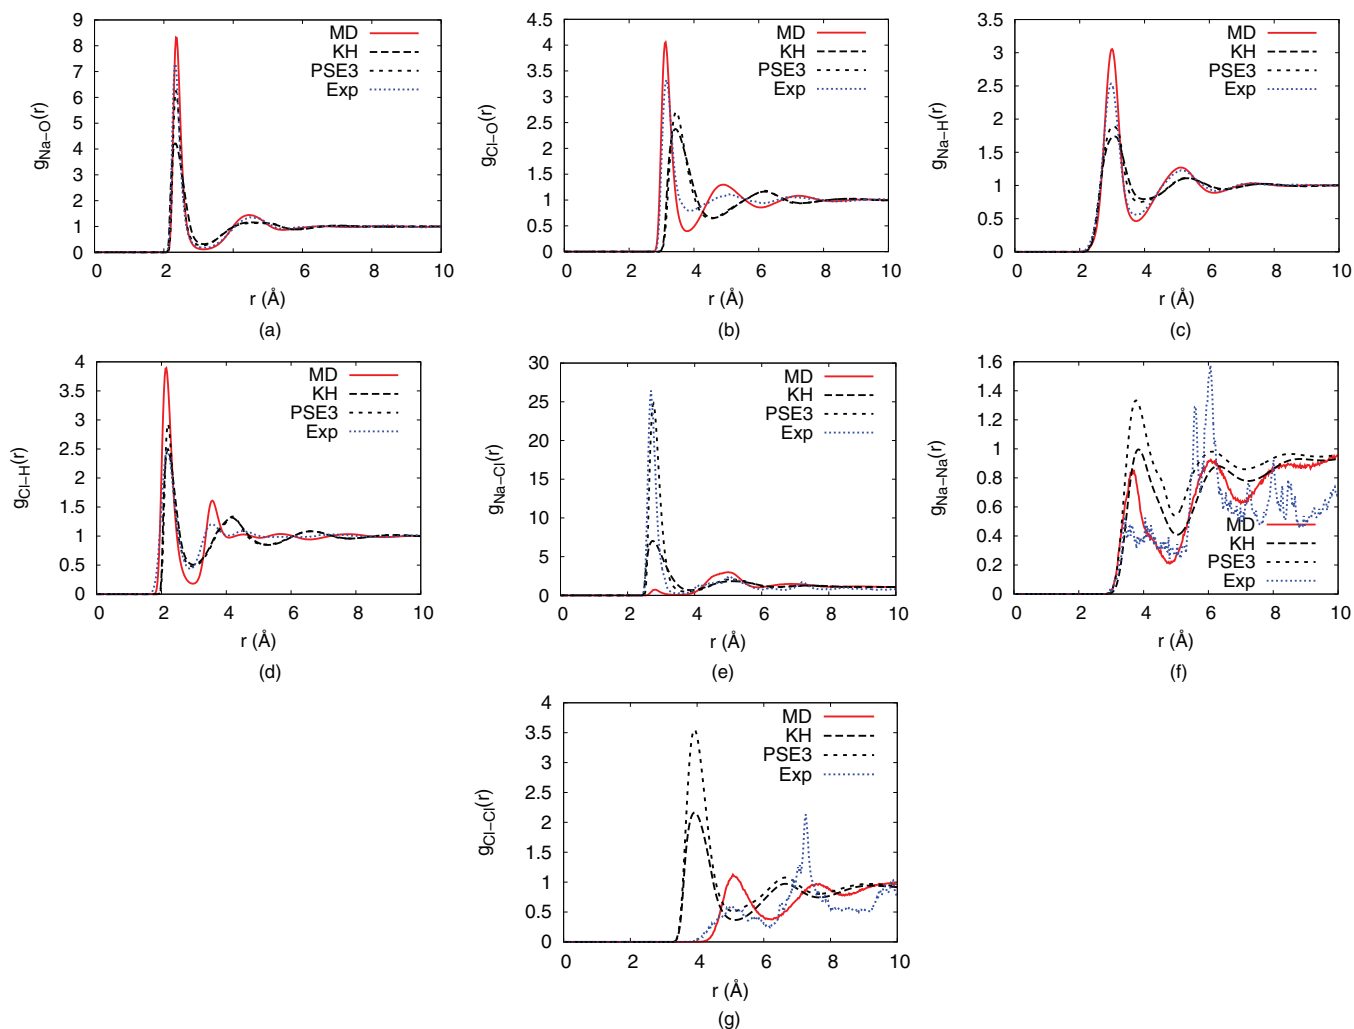 9
8
7
6
5
4
3
2
1
0
g Na−O (r)
MD
KH
PSE3
Exp
0 2 4 6 8 10
r (Å)
(a)
4.5
4
3.5
3
2.5
2
1.5
1
0.5
0
g Cl−O (r)
MD
KH
PSE3
Exp
0 2 4 6 8 10
r (Å)
(b)
3.5
3
2.5
2
1.5
1
0.5
0
g Na−H (r)
MD
KH
PSE3
Exp
0 2 4 6 8 10
r (Å)
(c)
4
3.5
3
2.5
2
1.5
1
0.5
0
g Cl−H (r)
MD
KH
PSE3
Exp
0 2 4 6 8 10
r (Å)
(d)
30
25
20
15
10
5
0
g Na−Cl (r)
MD
KH
PSE3
Exp
0 2 4 6 8 10
r (Å)
(e)
1.6
1.4
1.2
1
0.8
0.6
0.4
0.2
0
g Na−Na (r)
MD
KH
PSE3
Exp
0 2 4 6 8 10
r (Å)
(f)
4
3.5
3
2.5
2
1.5
1
0.5
0
g Cl−Cl (r)
MD
KH
PSE3
Exp
0 2 4 6 8 10
r (Å)
(g)